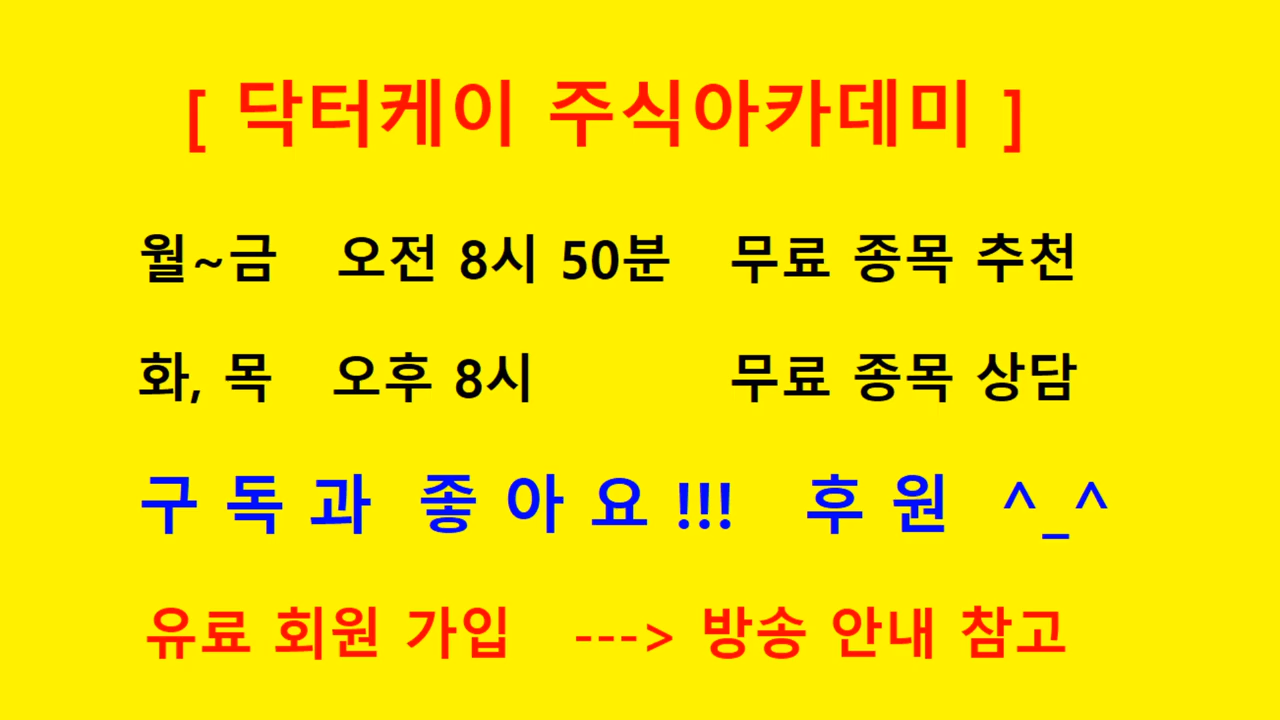 [ 닥터케이 주식아카데미 ]
월~금 오전 8시 50분 무료 종목 추천
화, 목 오후 8시 무료 종목 상담
구 독 과 좋 아 요 !!! 후 원 ^_^
유료 회원 가입 ---> 방송 안내 참고